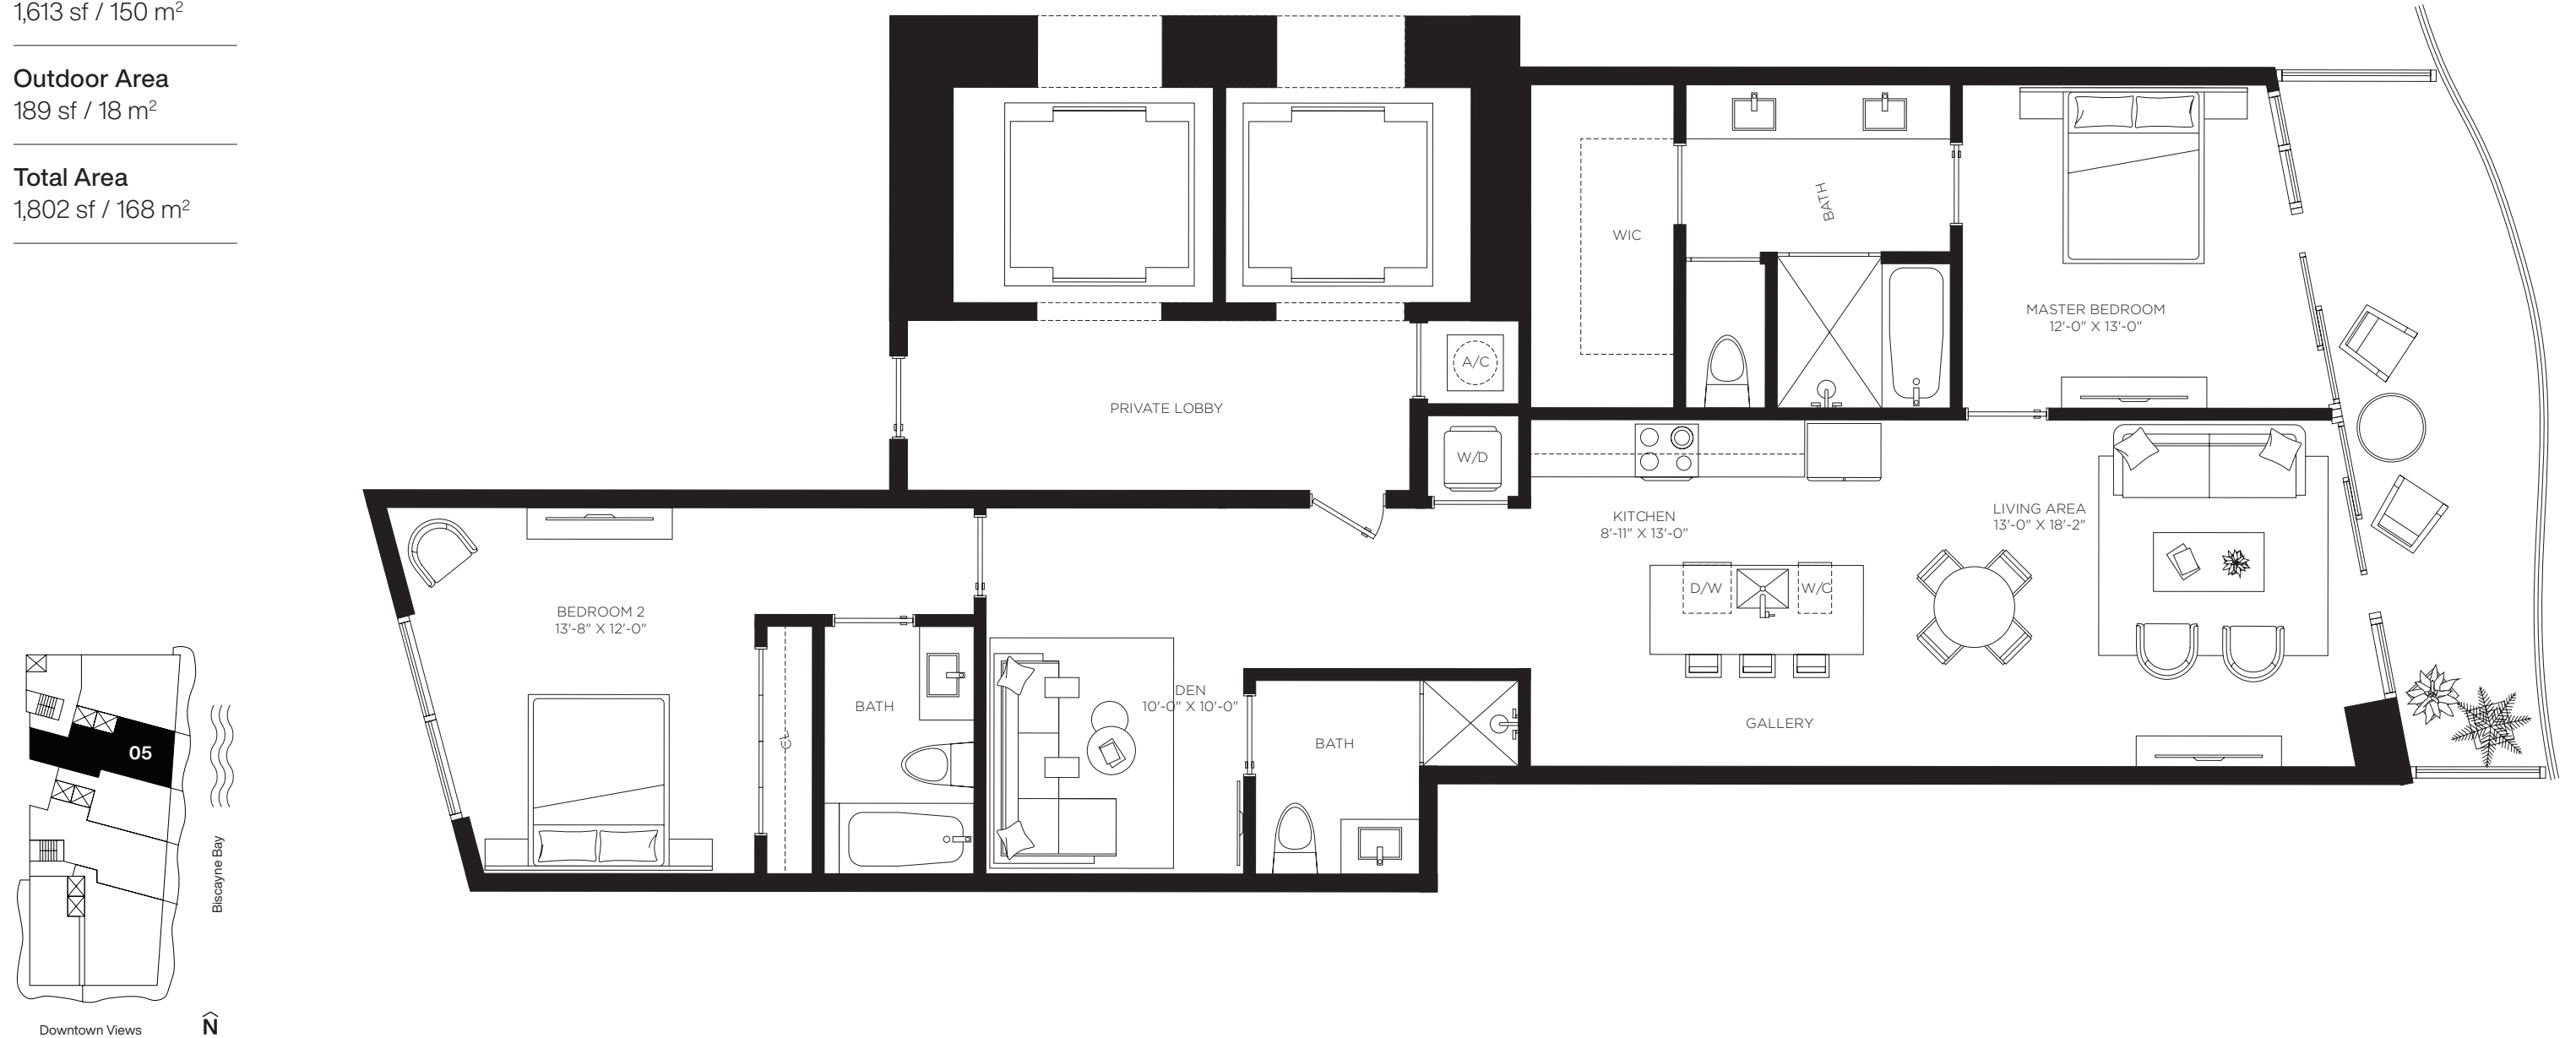 1,613 sf / 150 m²
Outdoor Area
189 sf / 18 m²
Total Area
1,802 sf / 168 m²
WIC
BATH
MASTER BEDROOM
12'-0" X 13'-0"
A/C
PRIVATE LOBBY
W/D
KITCHEN
8'-11" X 13'-0"
LIVING AREA
13'-0" X 18'-2"
D/W
W/C
BEDROOM 2
13'-8" X 12'-0"
CL
BATH
DEN
10'-0" X 10'-0"
BATH
GALLERY
05
Biscayne Bay
Downtown Views
N